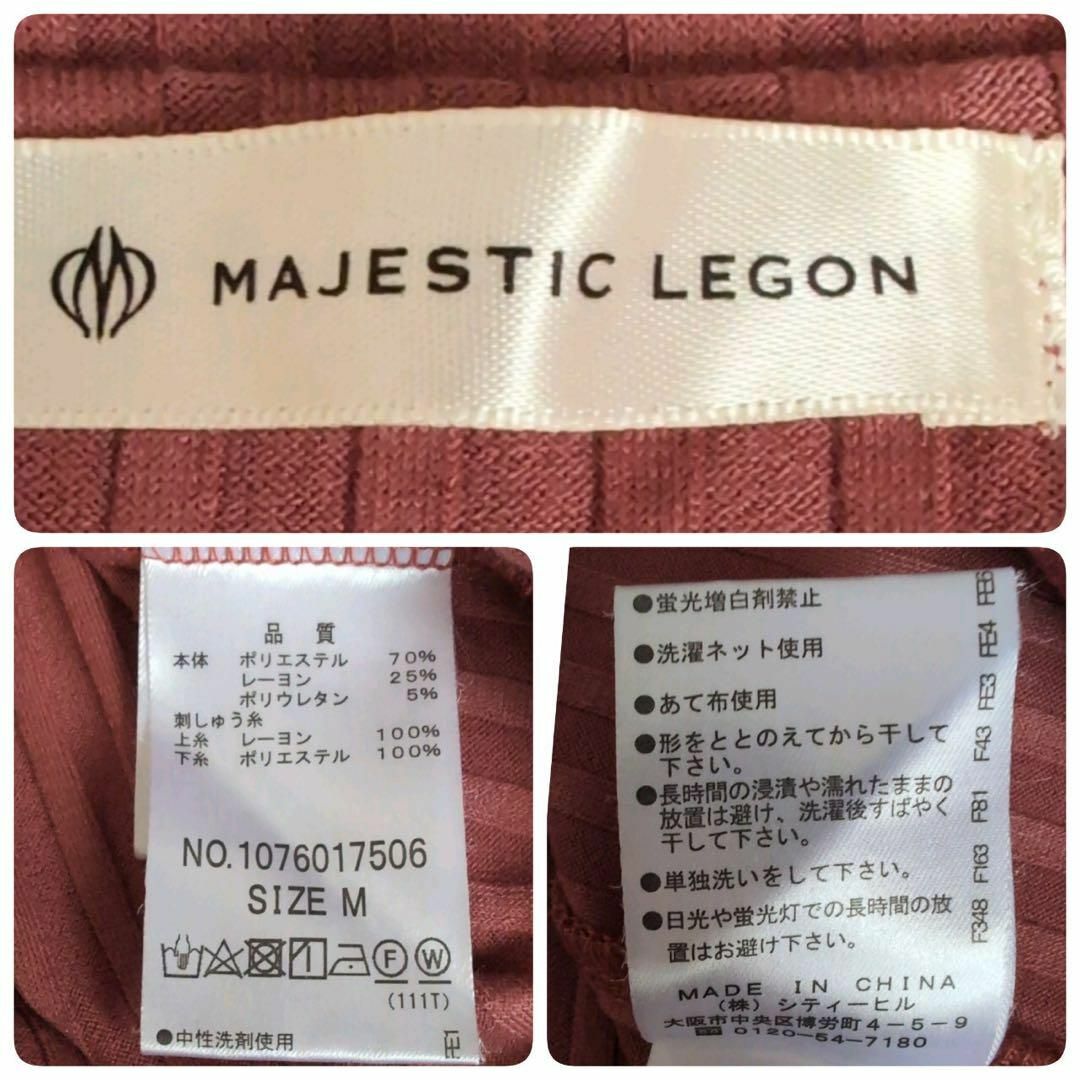 MAJESTIC LEGON
品質
本体 ポリエステル 70%
レーヨン 25%
ポリウレタン 5%
刺しゅう糸
上糸 レーヨン 100%
下糸 ポリエステル 100%
NO.1076017506
SIZE M
F W
(111T)
●中性洗剤使用
FE1
●蛍光増白剤禁止
●洗濯ネット使用
●あて布使用
●形をととのえてから干して
下さい。
●長時間の浸漬や濡れたままの
放置は避け、洗濯後すばやく
干して下さい。
●単独洗いをして下さい。
●日光や蛍光灯での長時間の放
置はお避け下さい。
MADE IN CHINA
(株) シティーヒル
大阪市中央区博労町4-5-9
0120-54-7180
F348 F163 F81 F43 FE3 FE4 FE6